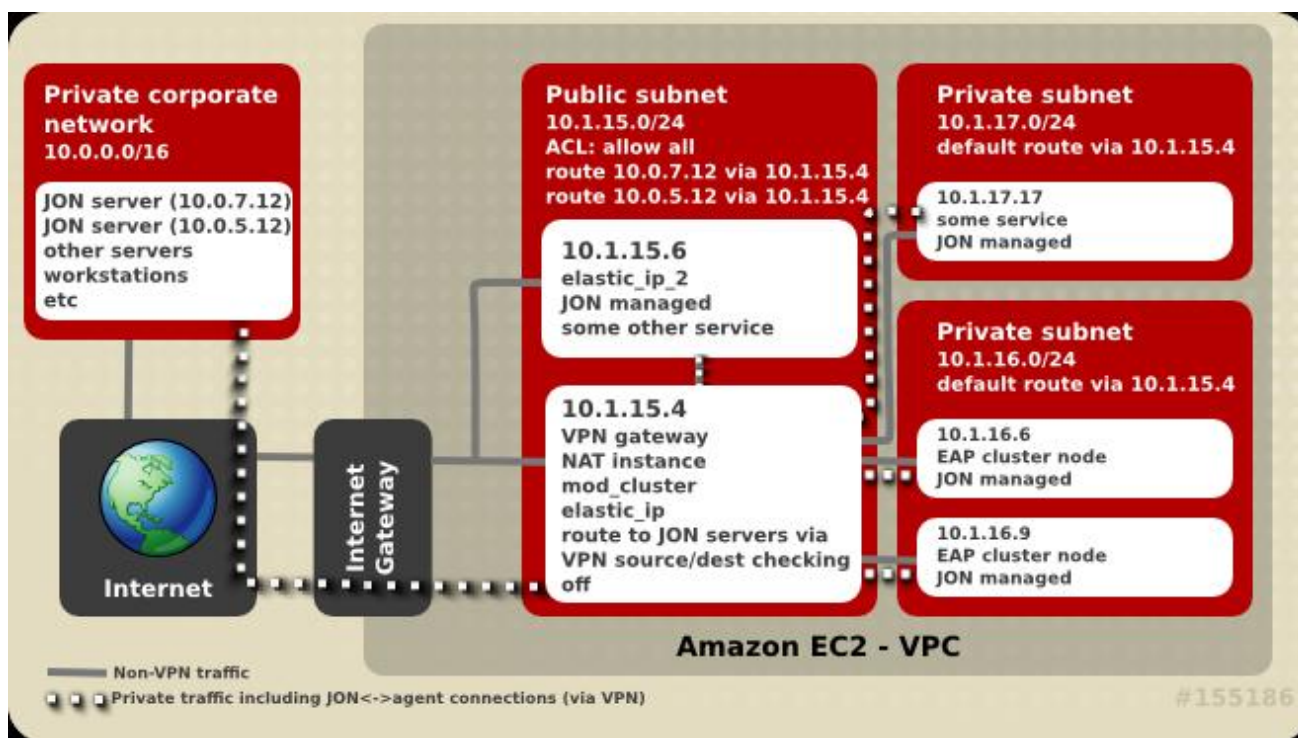 Private corporate
network
10.0.0.0/16
JON server (10.0.7.12)
JON server (10.0.5.12)
other servers
workstations
etc
Internet
Internet
Gateway
Public subnet
10.1.15.0/24
ACL: allow all
route 10.0.7.12 via 10.1.15.4
route 10.0.5.12 via 10.1.15.4
10.1.15.6
elastic_ip_2
JON managed
some other service
10.1.15.4
VPN gateway
NAT instance
mod_cluster
elastic_ip
route to JON servers via
VPN source/dest checking
off
Private subnet
10.1.17.0/24
default route via 10.1.15.4
10.1.17.17
some service
JON managed
Private subnet
10.1.16.0/24
default route via 10.1.15.4
10.1.16.6
EAP cluster node
JON managed
10.1.16.9
EAP cluster node
JON managed
Amazon EC2 - VPC
Non-VPN traffic
Private traffic including JON<->agent connections (via VPN)
#155186